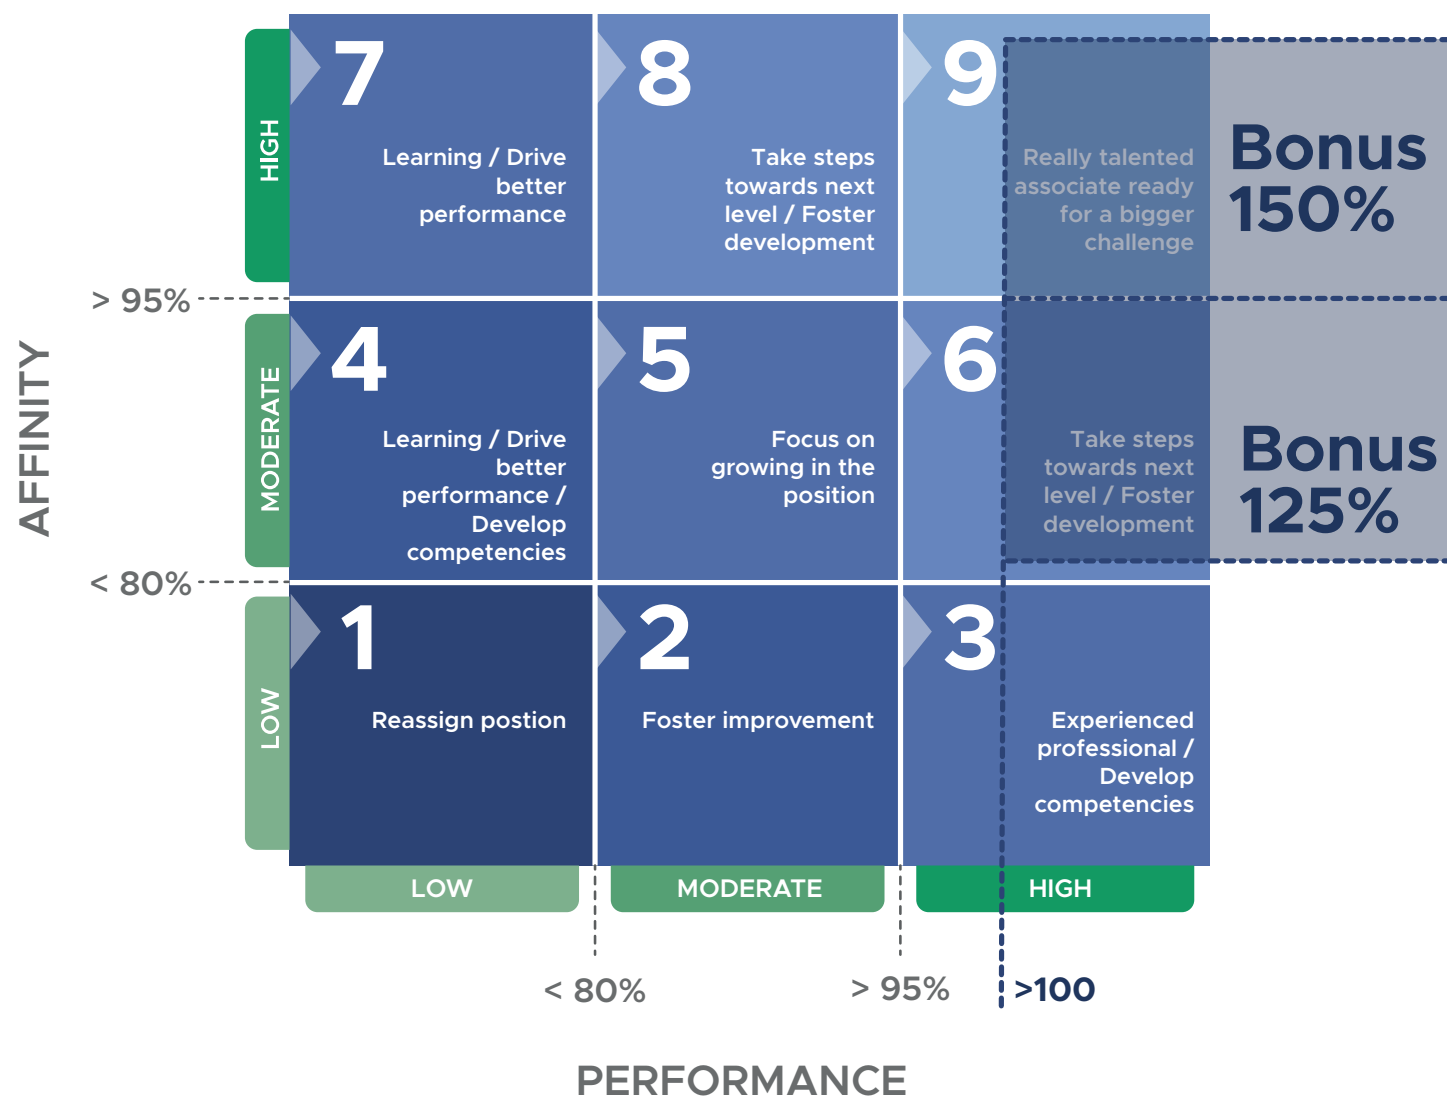 HIGH
7
Learning / Drive
better
performance
8
Take steps
towards next
level / Foster
development
9
Really talented
associate ready
for a bigger
challenge
Bonus
150%
> 95%
AFFINITY
MODERATE
4
Learning / Drive
better
performance /
Develop
competencies
5
Focus on
growing in the
position
6
Take steps
towards next
level / Foster
development
Bonus
125%
< 80%
LOW
1
Reassign postion
2
Foster improvement
3
Experienced
professional /
Develop
competencies
LOW
MODERATE
HIGH
< 80%
> 95%
>100
PERFORMANCE